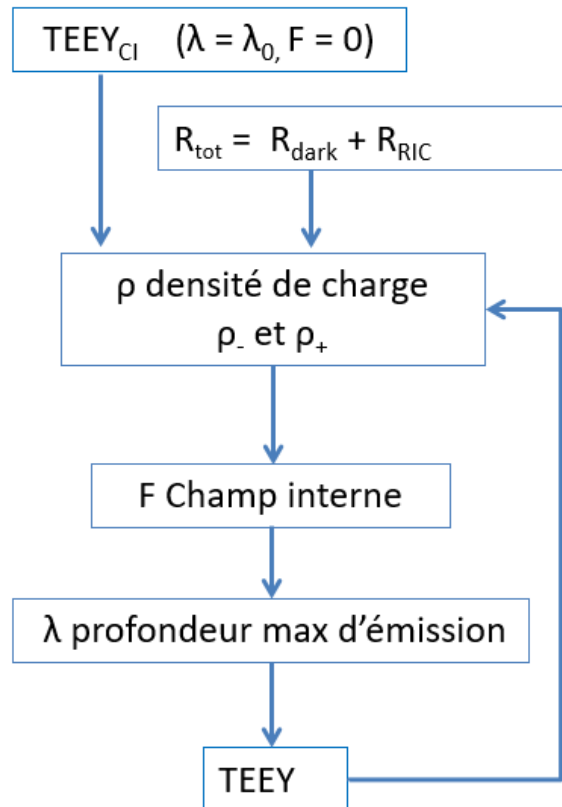 TEEY_CI (λ = λ_0, F = 0)
R_tot = R_dark + R_RIC
ρ densité de charge
ρ_- et ρ_+
F Champ interne
λ profondeur max d'émission
TEEY